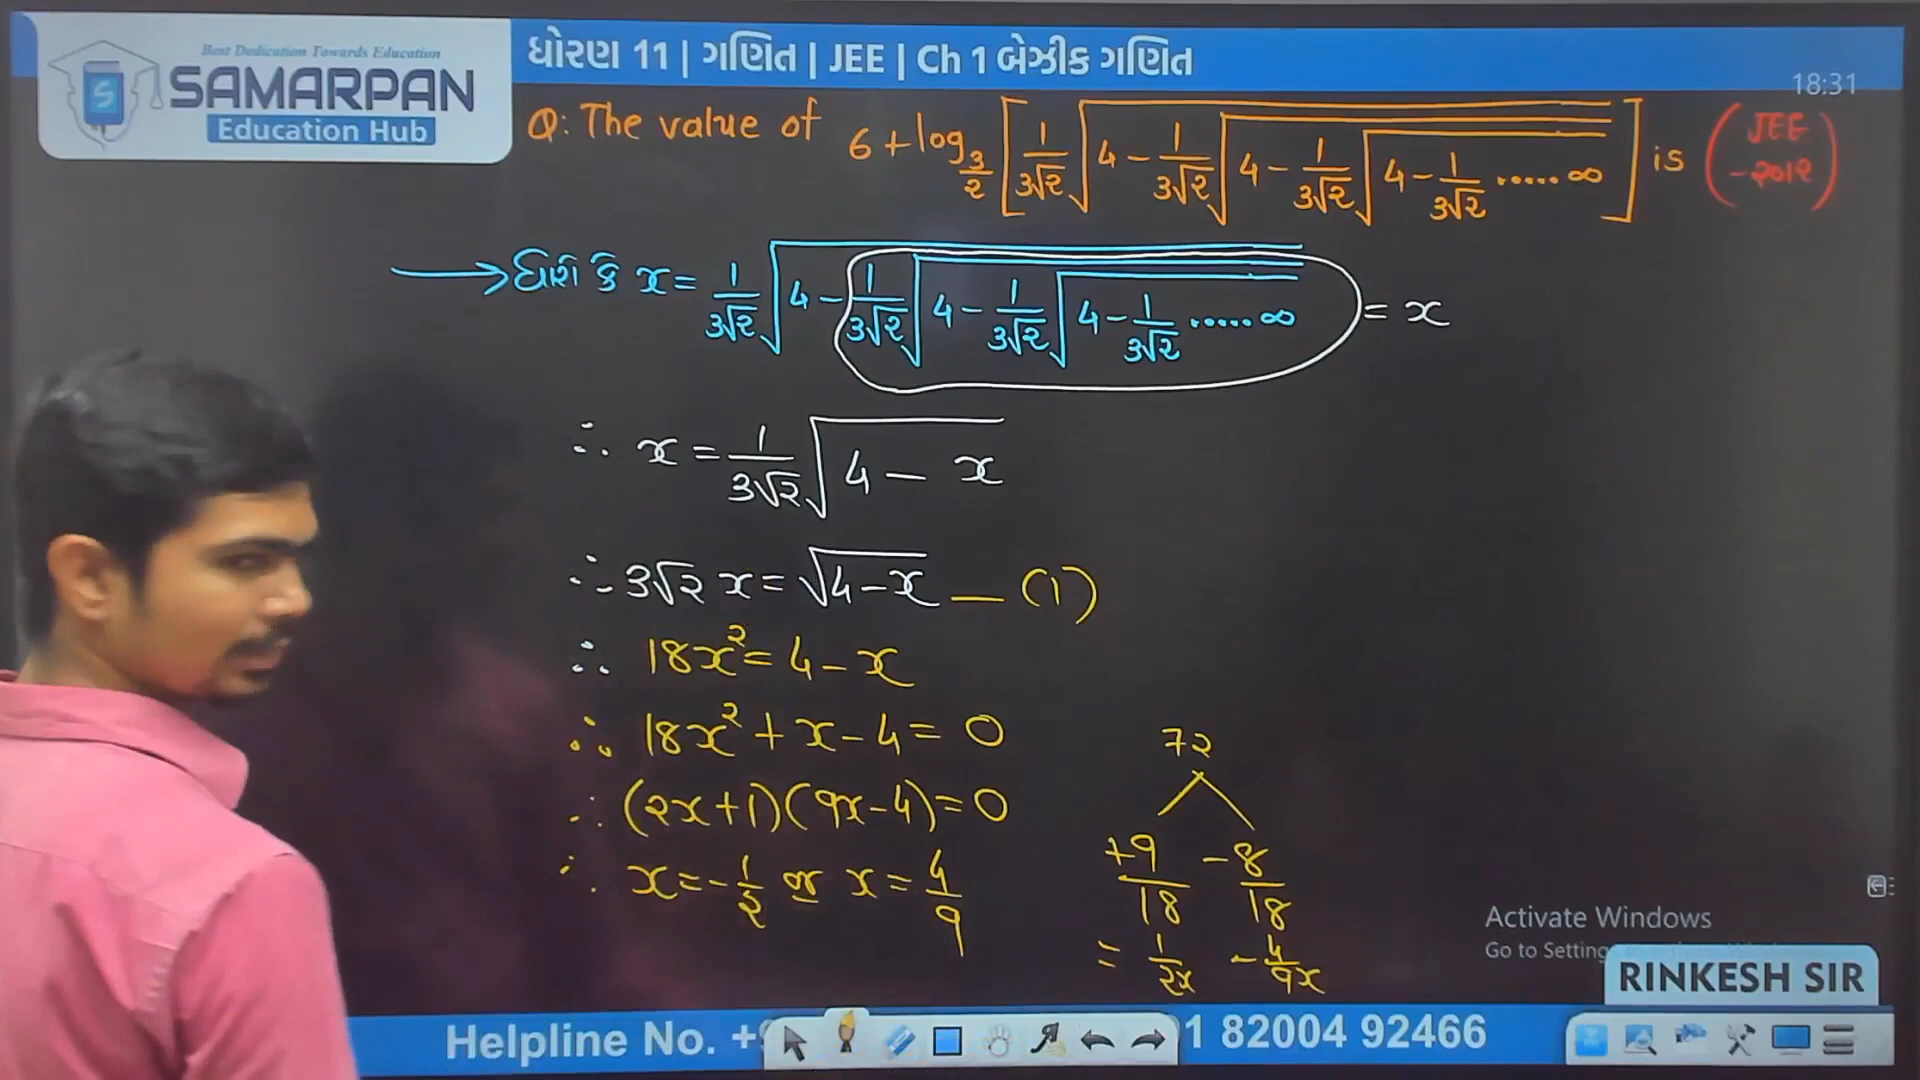 Best Dedication Towards Education
SAMARPAN
Education Hub
ધોરણ 11 | ગણિત | JEE | Ch 1 બેઝીક ગણિત
18:31
Q: The value of 6 + log_{3/2} [ 1/(3√2) √(4 - 1/(3√2) √(4 - 1/(3√2) √(4 - 1/(3√2) ...... ∞))) ] is (JEE - 2012)
→ ધારો કે x = 1/(3√2) √(4 - 1/(3√2) √(4 - 1/(3√2) √(4 - 1/(3√2) ...... ∞))) = x
∴ x = 1/(3√2) √(4 - x)
∴ 3√2 x = √(4-x) — (1)
∴ 18x² = 4 - x
∴ 18x² + x - 4 = 0
∴ (2x+1)(9x-4) = 0
∴ x = -1/2 or x = 4/9
72
+9/18 -8/18
= 1/2x -4/9x
Activate Windows
Go to Setting
RINKESH SIR
Helpline No. +9
1 82004 92466